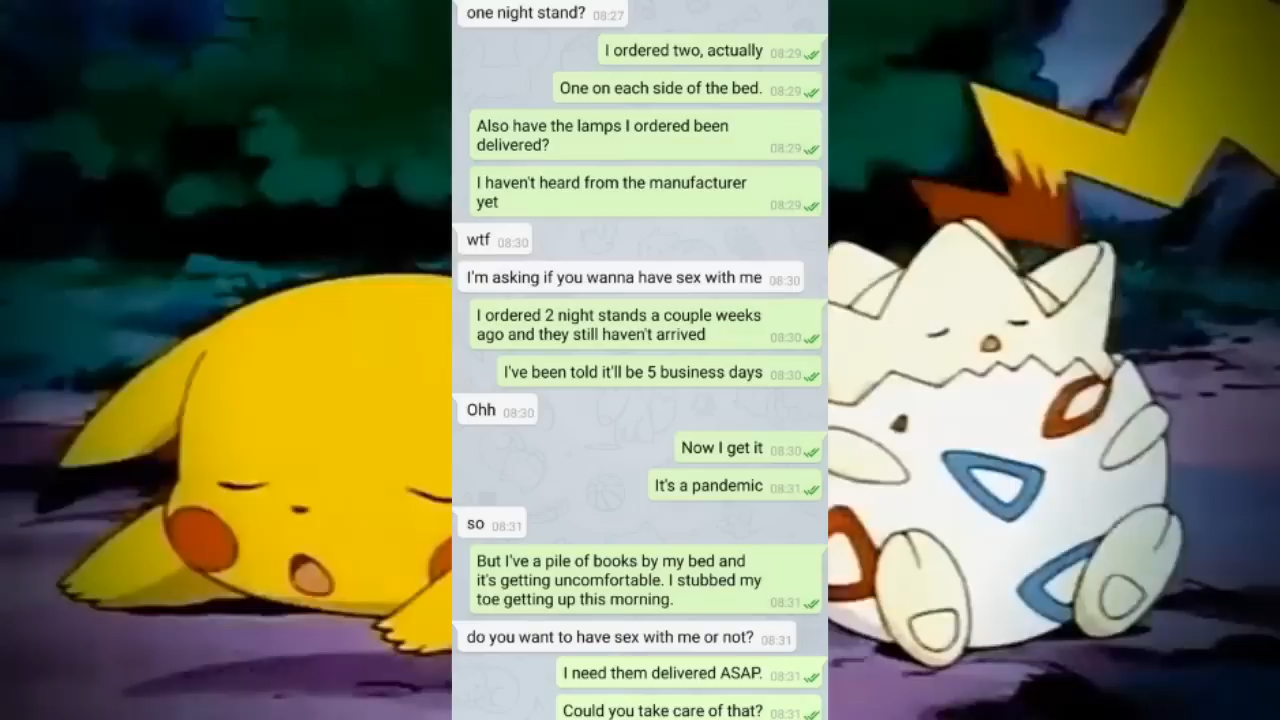 one night stand? 08:27
I ordered two, actually 08:29
One on each side of the bed. 08:29
Also have the lamps I ordered been
delivered? 08:29
I haven't heard from the manufacturer
yet 08:29
wtf 08:30
I'm asking if you wanna have sex with me 08:30
I ordered 2 night stands a couple weeks
ago and they still haven't arrived 08:30
I've been told it'll be 5 business days 08:30
Ohh 08:30
Now I get it 08:30
It's a pandemic 08:31
so 08:31
But I've a pile of books by my bed and
it's getting uncomfortable. I stubbed my
toe getting up this morning. 08:31
do you want to have sex with me or not? 08:31
I need them delivered ASAP. 08:31
Could you take care of that? 08:31